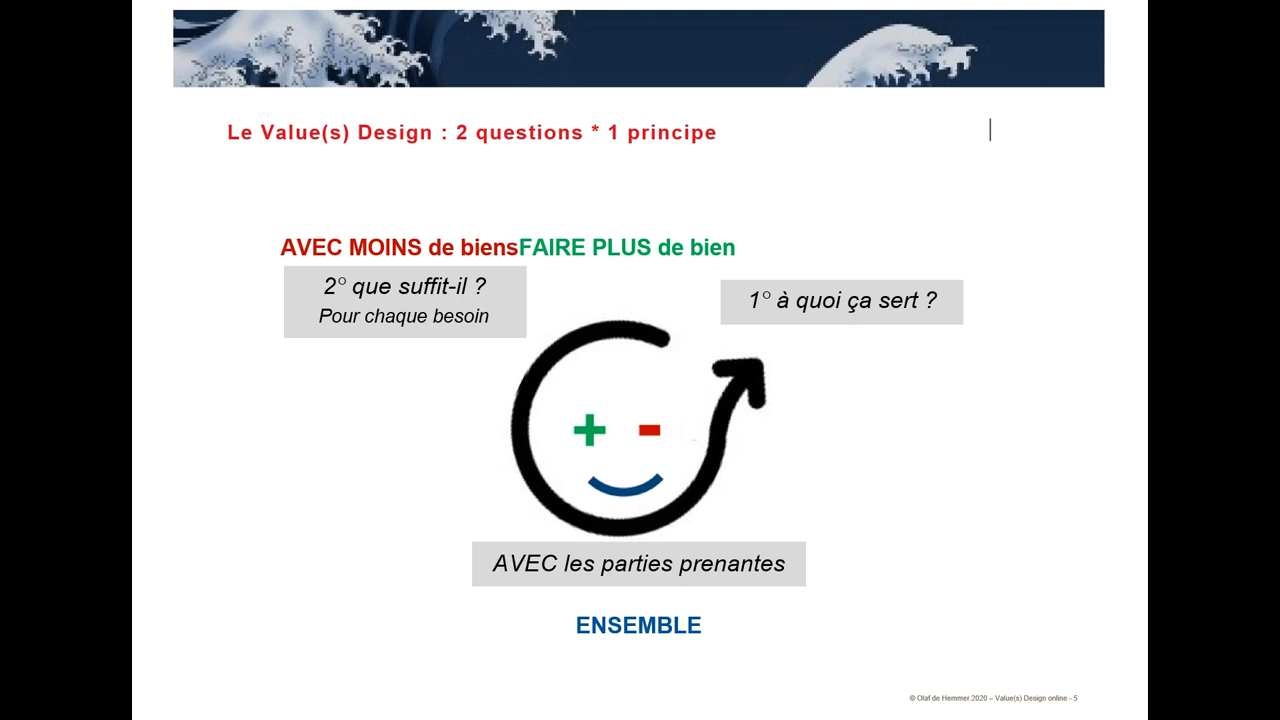 Le Value(s) Design : 2 questions * 1 principe
AVEC MOINS de biensFAIRE PLUS de bien
2° que suffit-il ?
Pour chaque besoin
1° à quoi ça sert ?
+ -
AVEC les parties prenantes
ENSEMBLE
© Olaf de Hemmer 2020 – Value(s) Design online - 5